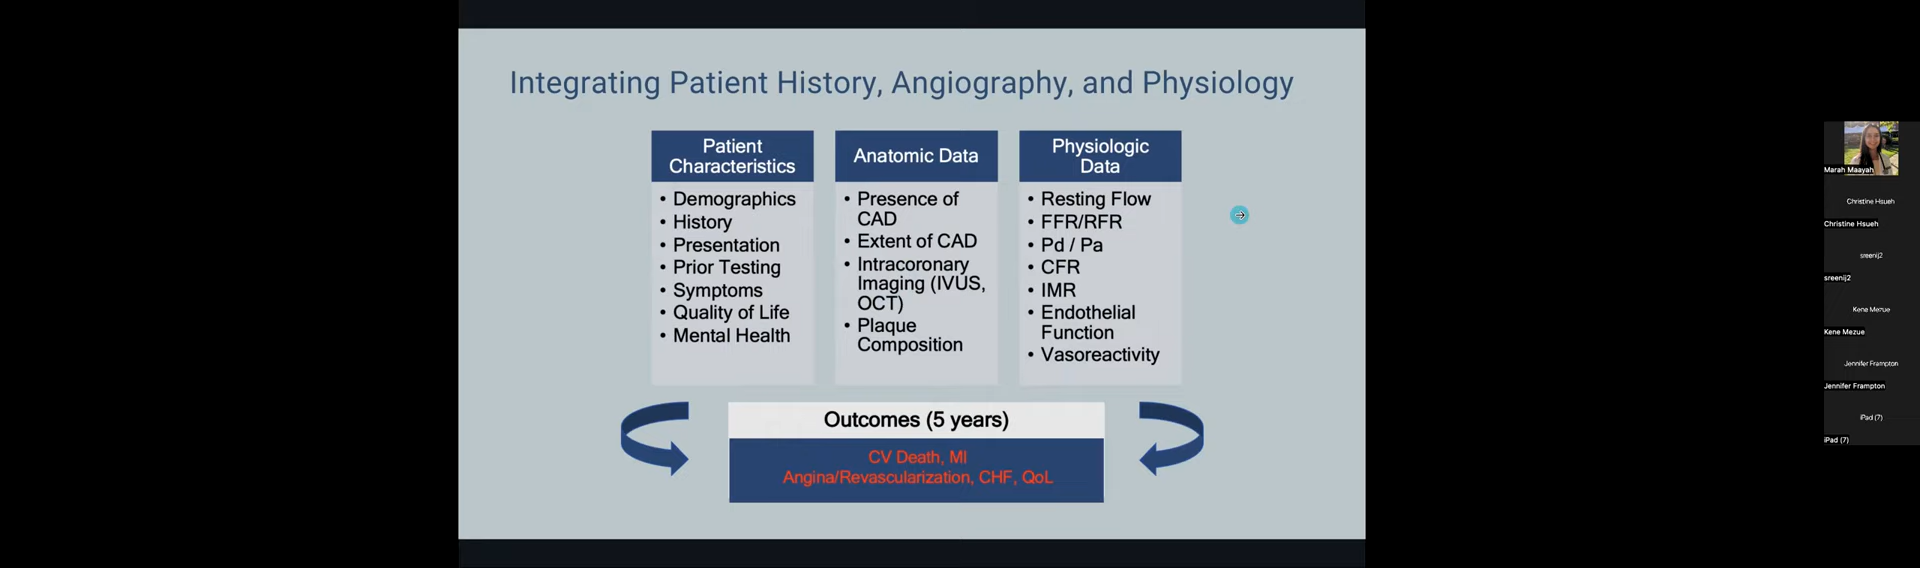 Integrating Patient History, Angiography, and Physiology
Patient
Characteristics
• Demographics
• History
• Presentation
• Prior Testing
• Symptoms
• Quality of Life
• Mental Health
Anatomic Data
• Presence of
CAD
• Extent of CAD
• Intracoronary
Imaging (IVUS,
OCT)
• Plaque
Composition
Physiologic
Data
• Resting Flow
• FFR/RFR
• Pd / Pa
• CFR
• IMR
• Endothelial
Function
• Vasoreactivity
Outcomes (5 years)
CV Death, MI
Angina/Revascularization, CHF, QoL
Marah Maayah
Christine Hsueh
Christine Hsueh
sreenij2
sreenij2
Kene Mezue
Kene Mezue
Jennifer Frampton
Jennifer Frampton
iPad (7)
iPad (7)